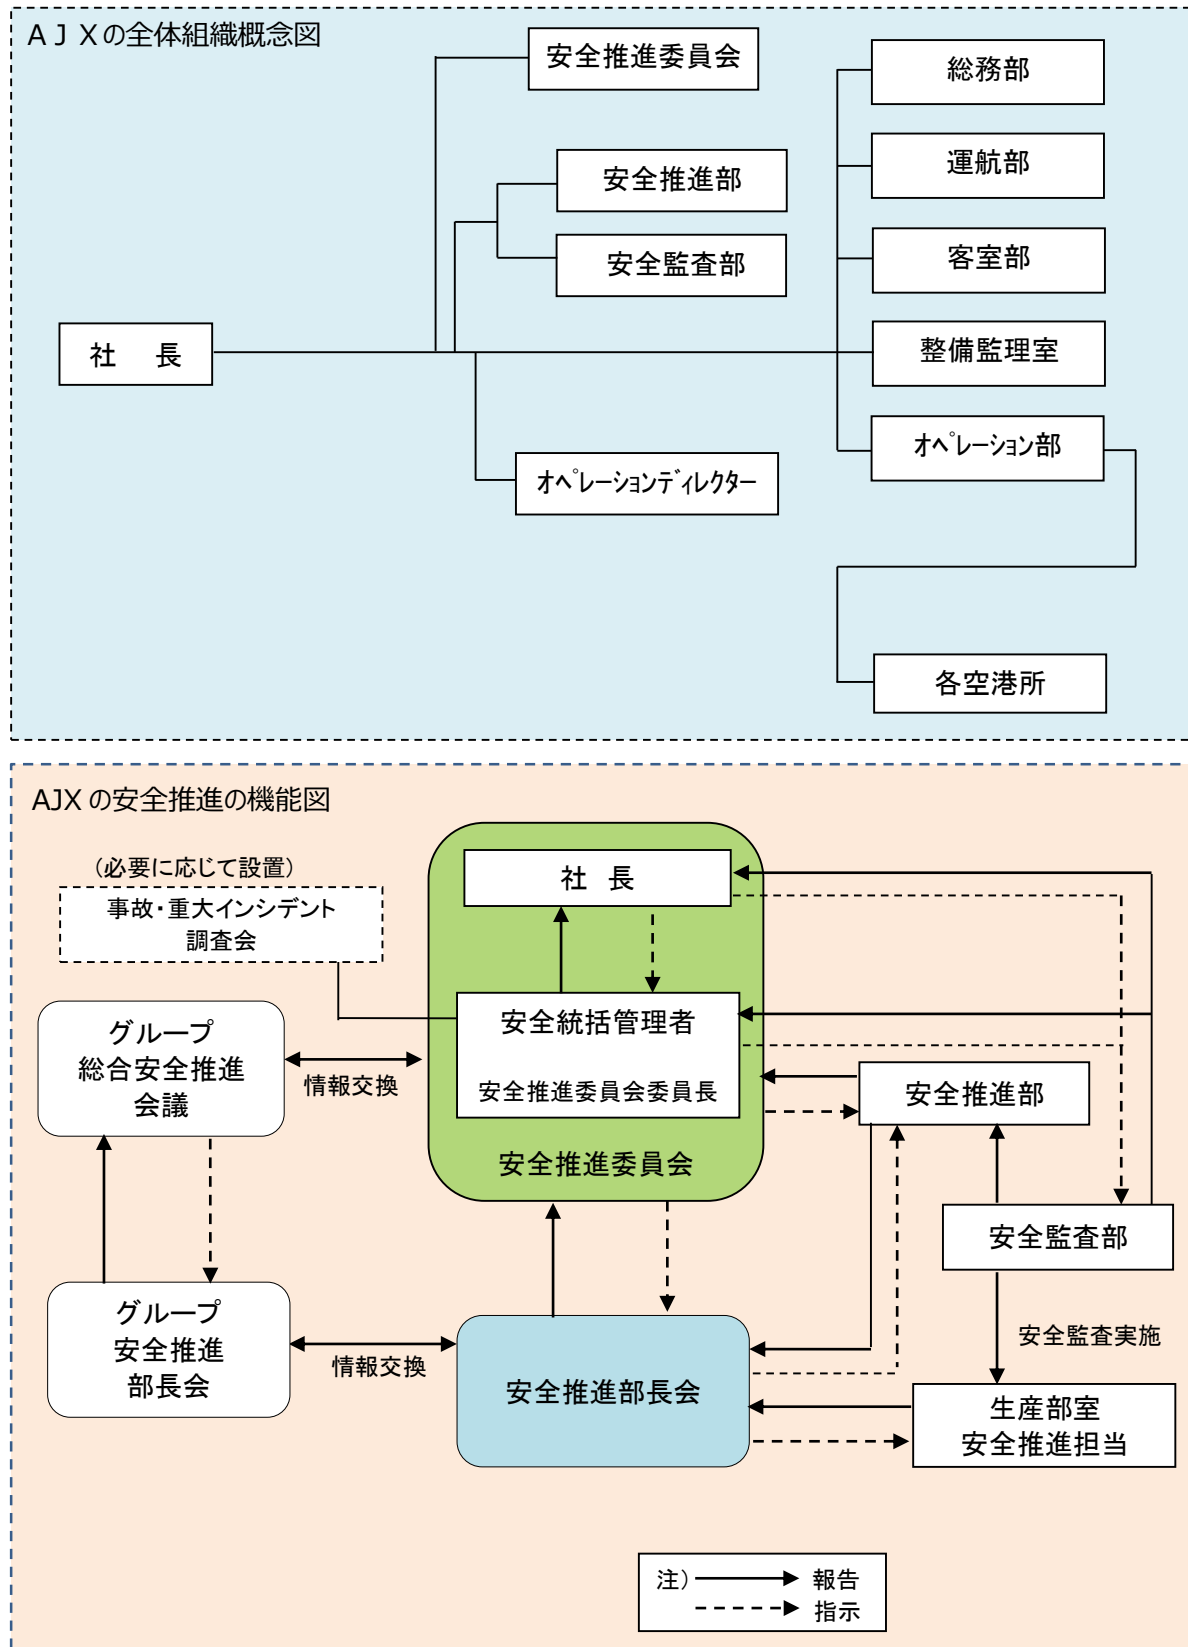 ＡＪＸの全体組織概念図
安全推進委員会
総務部
安全推進部
運航部
安全監査部
客室部
社　長
整備監理室
ｵﾍﾟﾚｰｼｮﾝ部
ｵﾍﾟﾚｰｼｮﾝﾃﾞｨﾚｸﾀｰ
各空港所
AJXの安全推進の機能図
（必要に応じて設置）
事故・重大インシデント
調査会
社　長
安全統括管理者
安全推進委員会委員長
安全推進委員会
グループ
総合安全推進
会議
情報交換
安全推進部
安全監査部
グループ
安全推進
部長会
情報交換
安全推進部長会
安全監査実施
生産部室
安全推進担当
注）　報告
指示